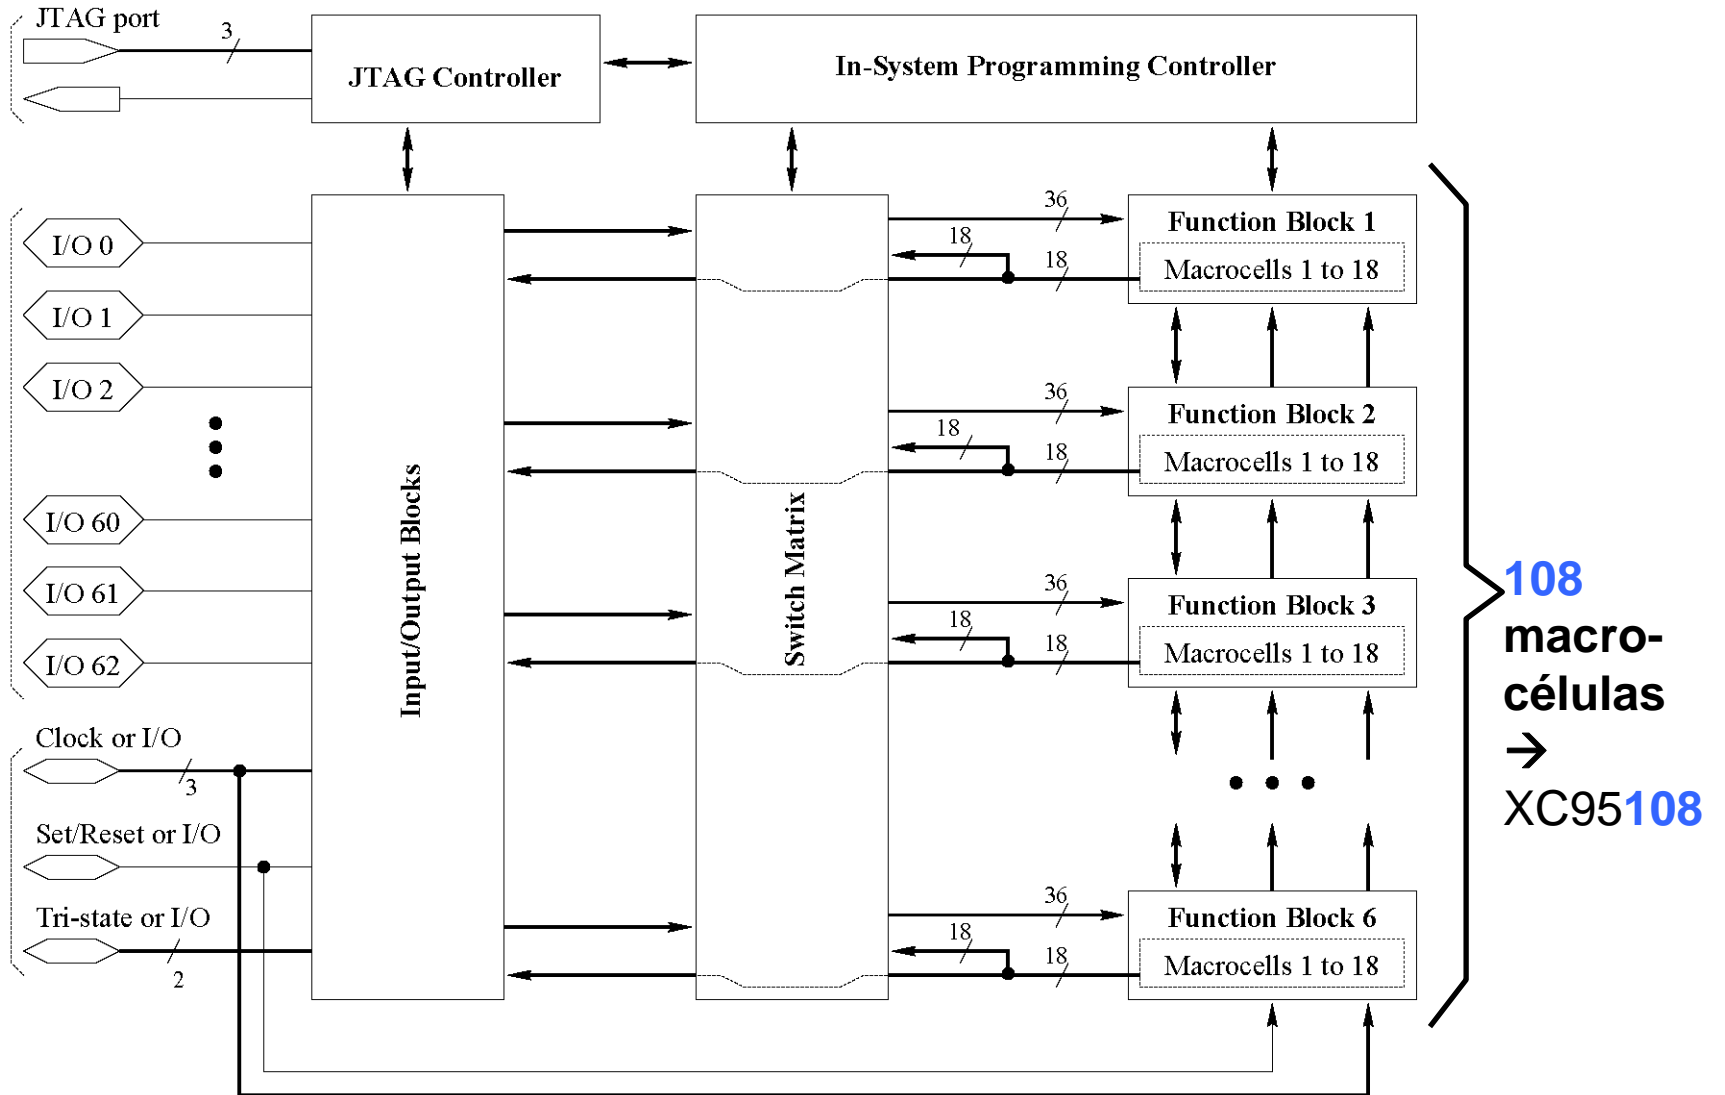 JTAG port
3
JTAG Controller
In-System Programming Controller
I/O 0
I/O 1
I/O 2
I/O 60
I/O 61
I/O 62
Clock or I/O
3
Set/Reset or I/O
Tri-state or I/O
2
Input/Output Blocks
Switch Matrix
36
18
18
Function Block 1
Macrocells 1 to 18
36
18
18
Function Block 2
Macrocells 1 to 18
36
18
18
Function Block 3
Macrocells 1 to 18
36
18
18
Function Block 6
Macrocells 1 to 18
108
macro-
células
→
XC95108